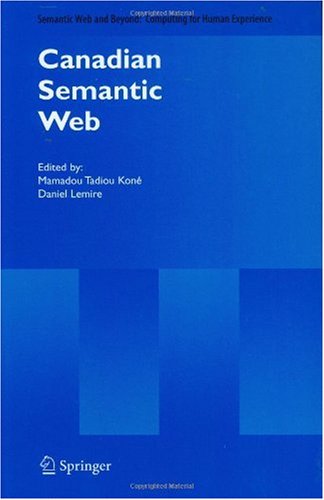 Semantic Web and Beyond: Computing for Human Experience
Canadian
Semantic
Web
Edited by:
Mamadou Tadiou Koné
Daniel Lemire
Springer